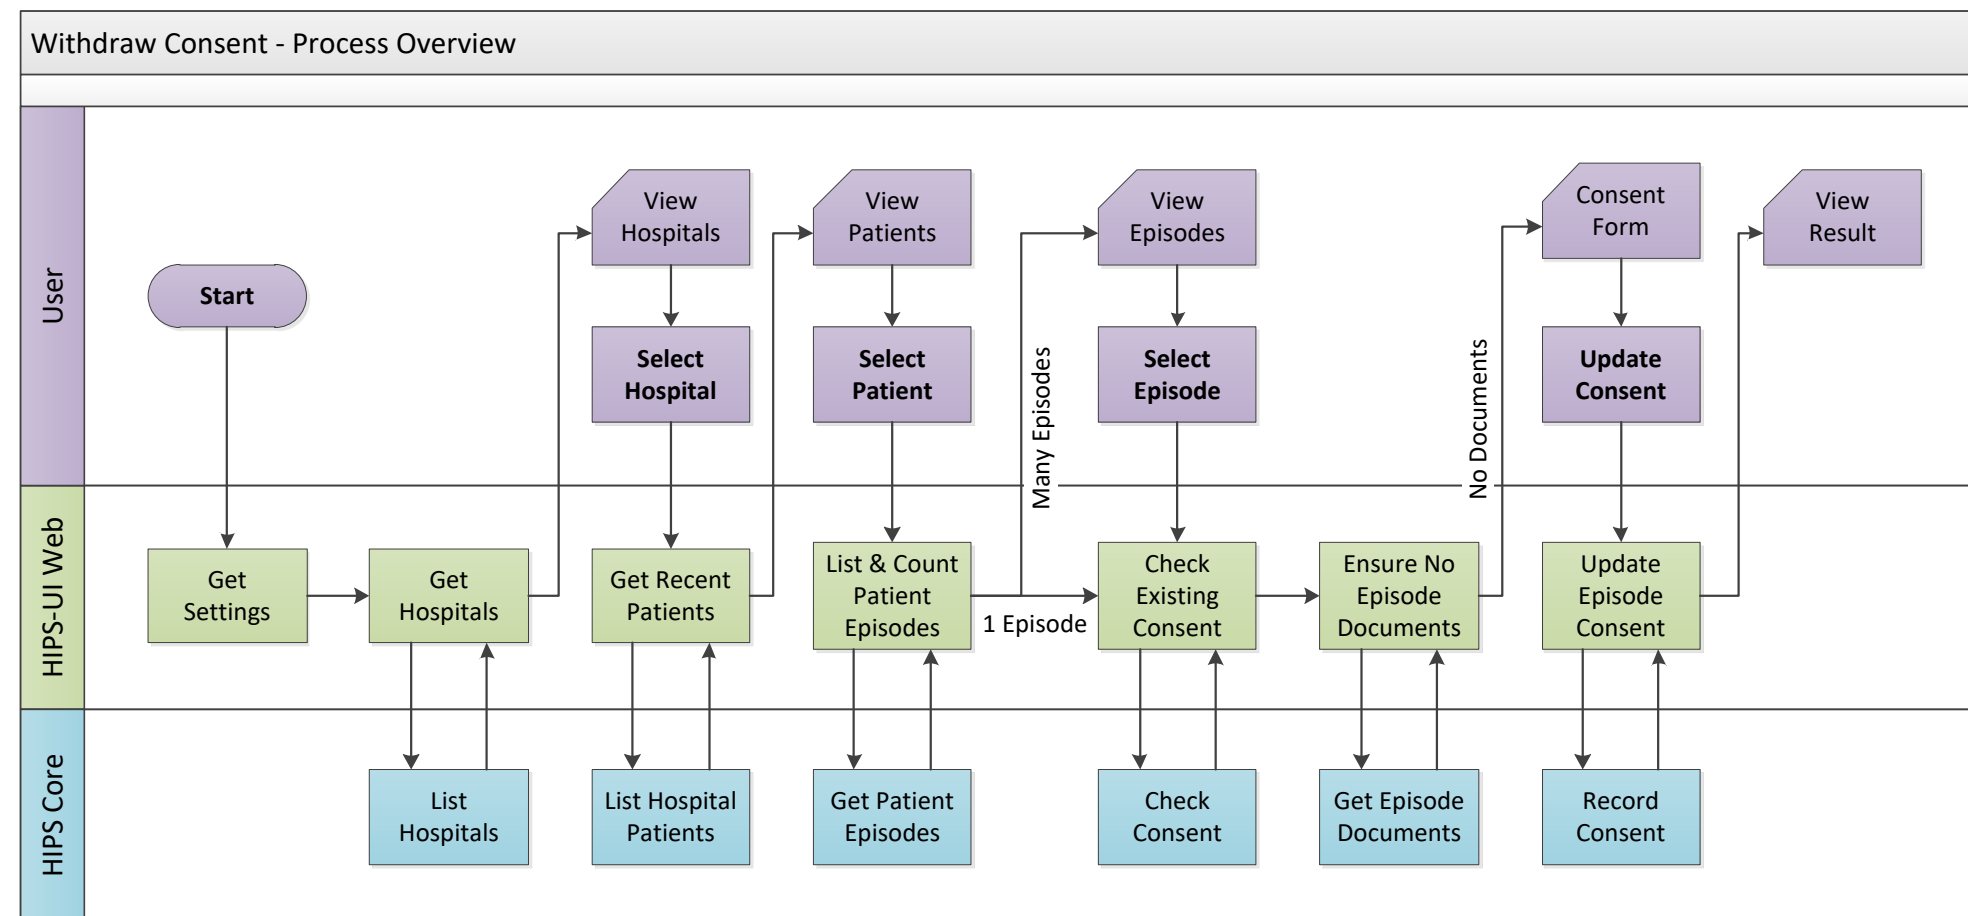 Withdraw Consent - Process Overview
User
Start
View
Hospitals
Select
Hospital
View
Patients
Select
Patient
Many Episodes
View
Episodes
Select
Episode
No Documents
Consent
Form
Update
Consent
View
Result
HIPS-UI Web
Get
Settings
Get
Hospitals
Get Recent
Patients
List & Count
Patient
Episodes
1 Episode
Check
Existing
Consent
Ensure No
Episode
Documents
Update
Episode
Consent
HIPS Core
List
Hospitals
List Hospital
Patients
Get Patient
Episodes
Check
Consent
Get Episode
Documents
Record
Consent